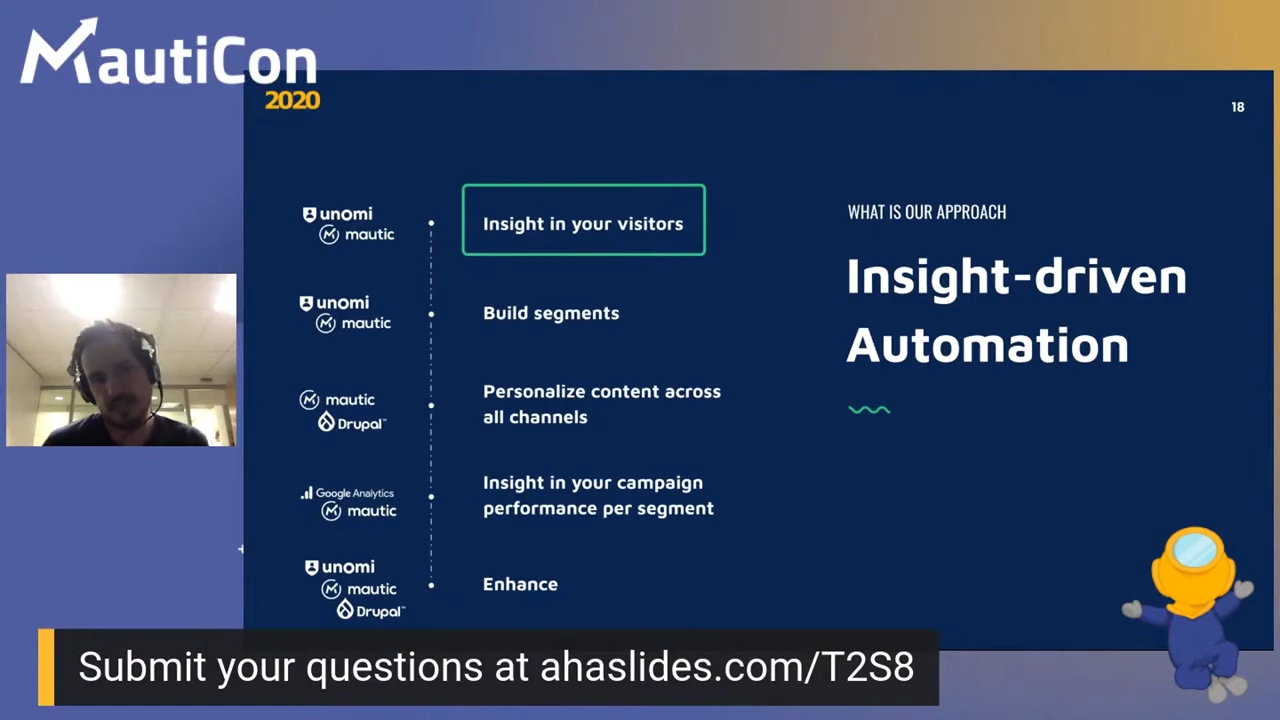 MautiCon
2020
18
unomi
mautic
Insight in your visitors
WHAT IS OUR APPROACH
Insight-driven
Automation
unomi
mautic
Build segments
mautic
Drupal™
Personalize content across
all channels
Google Analytics
mautic
Insight in your campaign
performance per segment
unomi
mautic
Drupal™
Enhance
Submit your questions at ahaslides.com/T2S8